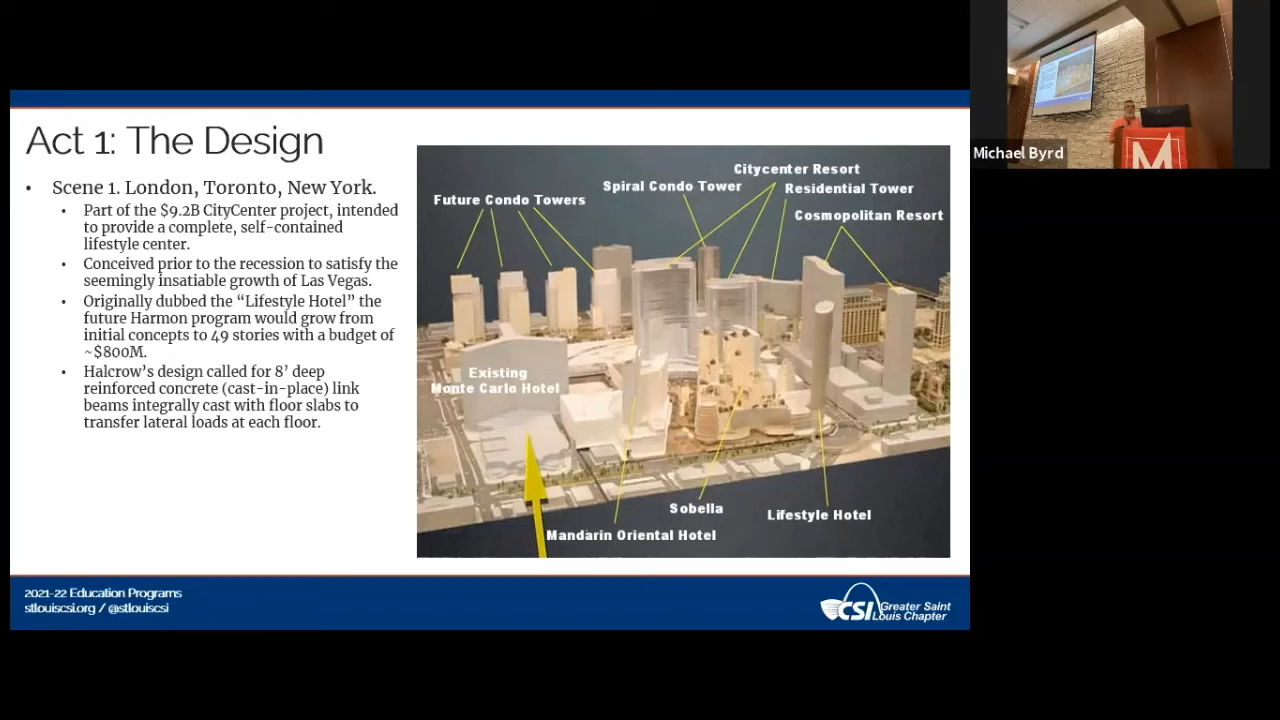 Act 1: The Design
• Scene 1. London, Toronto, New York.
• Part of the $9.2B CityCenter project, intended
to provide a complete, self-contained
lifestyle center.
• Conceived prior to the recession to satisfy the
seemingly insatiable growth of Las Vegas.
• Originally dubbed the “Lifestyle Hotel” the
future Harmon program would grow from
initial concepts to 49 stories with a budget of
~$800M.
• Halcrow’s design called for 8’ deep
reinforced concrete (cast-in-place) link
beams integrally cast with floor slabs to
transfer lateral loads at each floor.
Citycenter Resort
Spiral Condo Tower
Residential Tower
Future Condo Towers
Cosmopolitan Resort
Existing
Monte Carlo Hotel
Sobella
Lifestyle Hotel
Mandarin Oriental Hotel
2021-22 Education Programs
stlouiscsi.org / @stlouiscsi
CSI Greater Saint
Louis Chapter
Michael Byrd
M